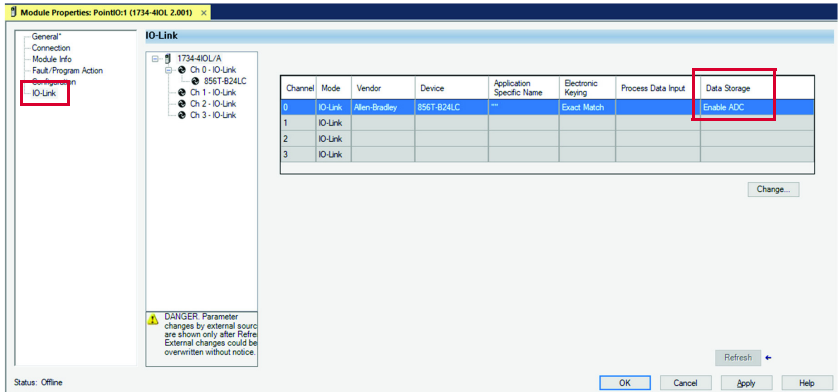 Module Properties: PointIO:1 (1734-4IOL 2.001) ×
General*
Connection
Module Info
Fault/Program Action
Configuration
IO-Link
IO-Link
1734-4IOL/A
Ch 0 - IO-Link
856T-B24LC
Ch 1 - IO-Link
Ch 2 - IO-Link
Ch 3 - IO-Link
Channel Mode Vendor Device Application Specific Name Electronic Keying Process Data Input Data Storage
0 IO-Link Allen-Bradley 856T-B24LC "" Exact Match Enable ADC
1 IO-Link
2 IO-Link
3 IO-Link
Change...
DANGER. Parameter
changes by external sourc
are shown only after Refre
External changes could be
overwritten without notice.
Refresh
Status: Offline
OK Cancel Apply Help